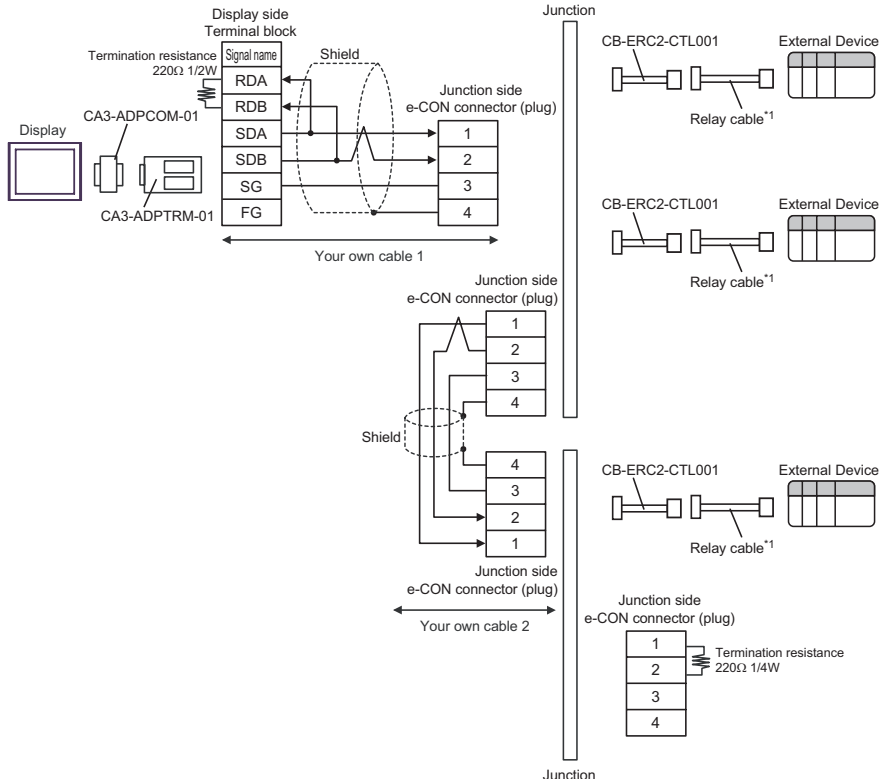 Junction
Display side
Terminal block
Termination resistance
220Ω 1/2W
Signal name
RDA
RDB
SDA
SDB
SG
FG
Shield
Junction side
e-CON connector (plug)
1
2
3
4
Display
CA3-ADPCOM-01
CA3-ADPTRM-01
Your own cable 1
CB-ERC2-CTL001
External Device
Relay cable*1
CB-ERC2-CTL001
External Device
Relay cable*1
Junction side
e-CON connector (plug)
1
2
3
4
Shield
4
3
2
1
Junction side
e-CON connector (plug)
Your own cable 2
CB-ERC2-CTL001
External Device
Relay cable*1
Junction side
e-CON connector (plug)
1
2
3
4
Termination resistance
220Ω 1/4W
Junction